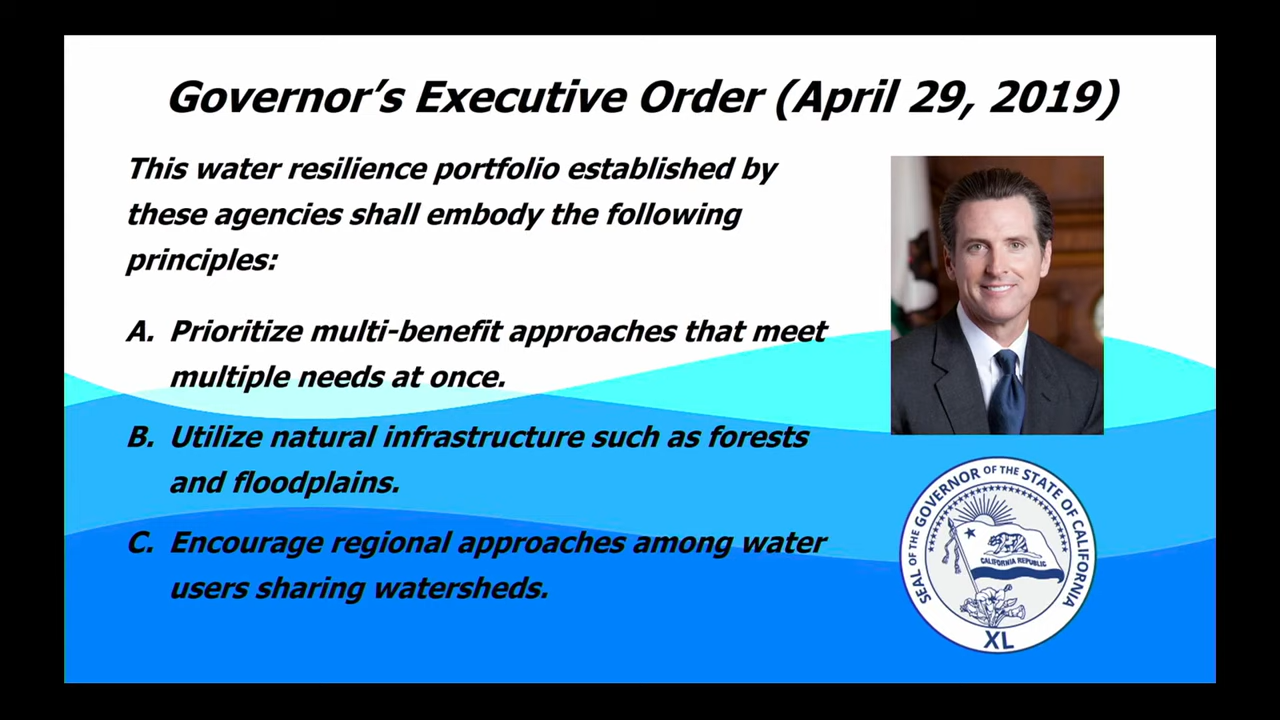 Governor’s Executive Order (April 29, 2019)
This water resilience portfolio established by
these agencies shall embody the following
principles:
A. Prioritize multi-benefit approaches that meet
multiple needs at once.
B. Utilize natural infrastructure such as forests
and floodplains.
C. Encourage regional approaches among water
users sharing watersheds.
SEAL OF THE GOVERNOR OF THE STATE OF CALIFORNIA
CALIFORNIA REPUBLIC
XL